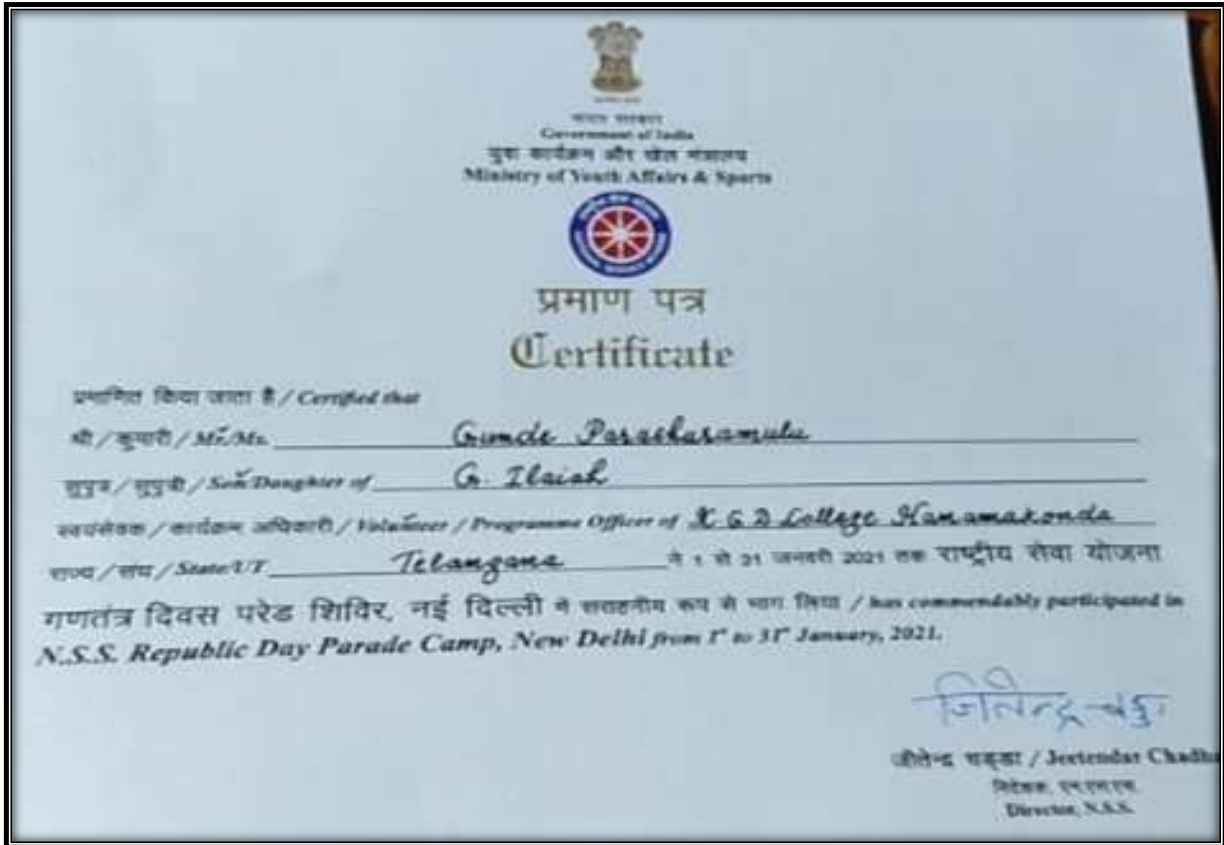 भारत सरकार
Government of India
युवा कार्यक्रम और खेल मंत्रालय
Ministry of Youth Affairs & Sports
प्रमाण पत्र
Certificate
प्रमाणित किया जाता है / Certified that
श्री / कुमारी / Mr./Ms. Gunde Parasharamulu
सुपुत्र / सुपुत्री / Son/Daughter of G. Ilaiah
स्वयंसेवक / कार्यक्रम अधिकारी / Volunteer / Programme Officer of K G D College Hanamakonda
राज्य / संघ / State/UT Telangana ने 1 से 31 जनवरी 2021 तक राष्ट्रीय सेवा योजना
गणतंत्र दिवस परेड शिविर, नई दिल्ली में सराहनीय रूप से भाग लिया / has commendably participated in
N.S.S. Republic Day Parade Camp, New Delhi from 1st to 31st January, 2021.
जीतेन्द्र चड्ढा / Jeetendar Chadha
निदेशक, एन.एस.एस.
Director, N.S.S.